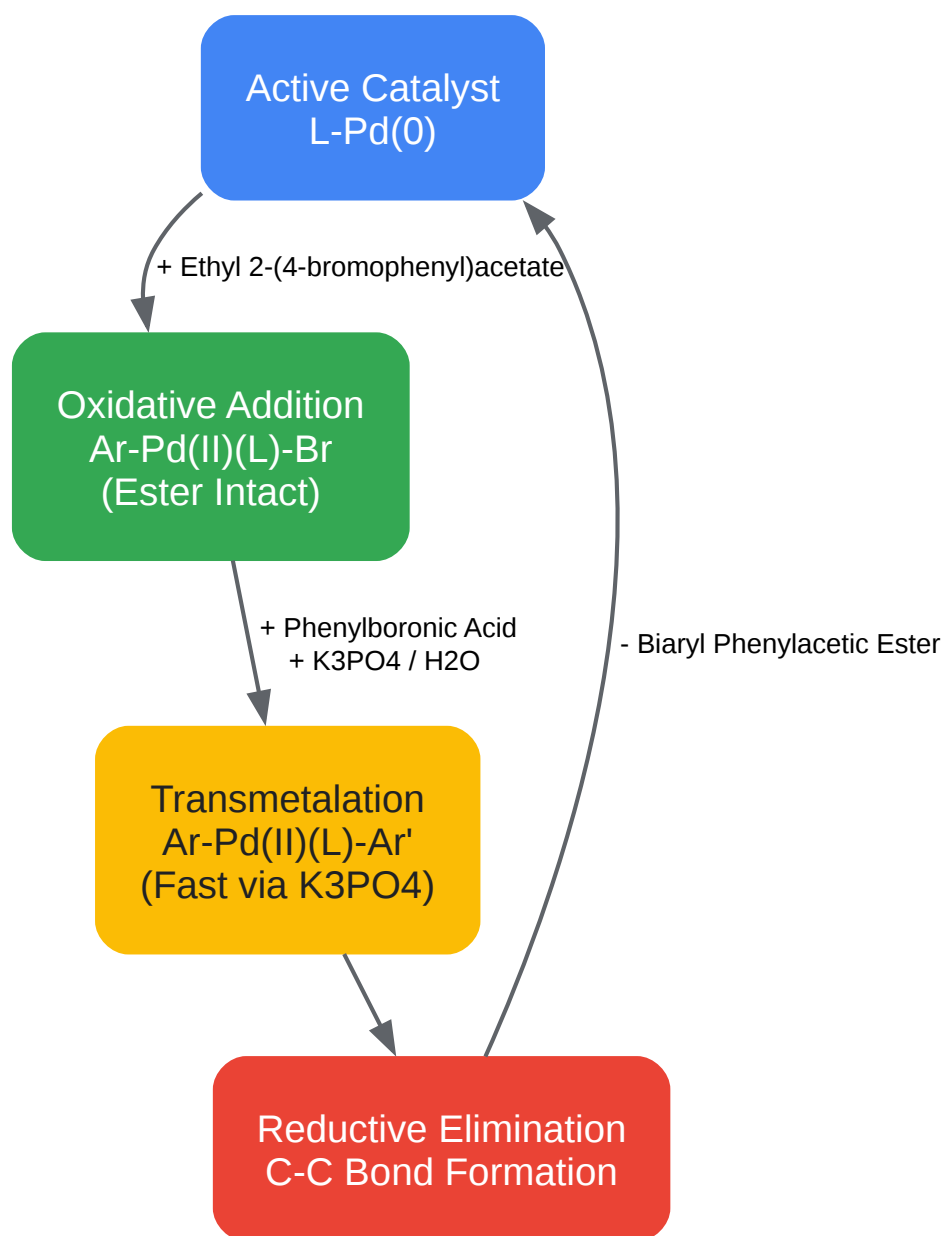 Active Catalyst
L-Pd(0)
+ Ethyl 2-(4-bromophenyl)acetate
Oxidative Addition
Ar-Pd(II)(L)-Br
(Ester Intact)
+ Phenylboronic Acid
+ K3PO4 / H2O
- Biaryl Phenylacetic Ester
Transmetalation
Ar-Pd(II)(L)-Ar'
(Fast via K3PO4)
Reductive Elimination
C-C Bond Formation